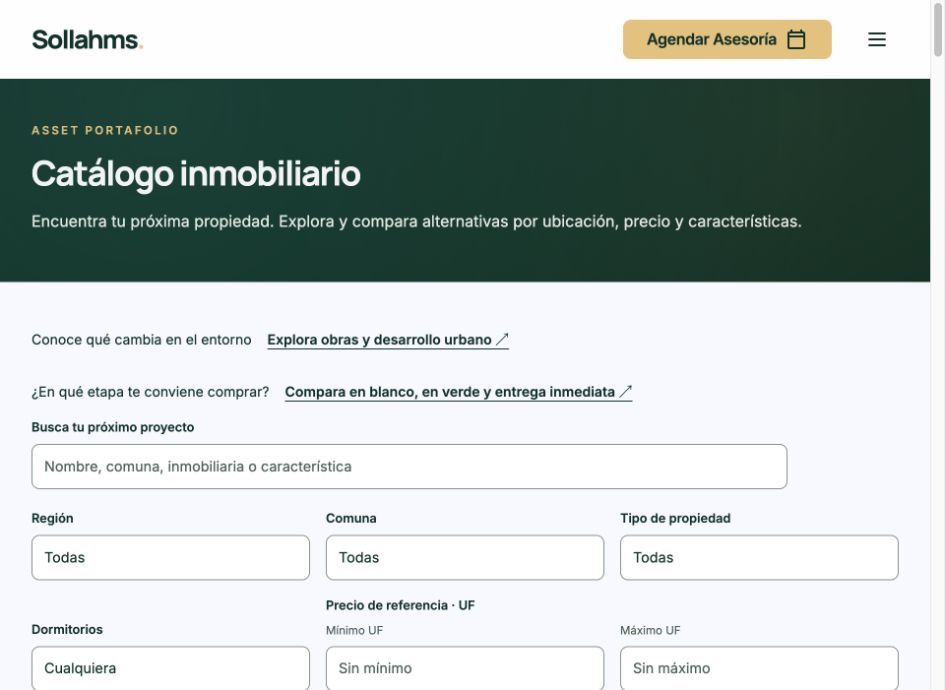 Sollahms.
Agendar Asesoría
ASSET PORTAFOLIO
Catálogo inmobiliario
Encuentra tu próxima propiedad. Explora y compara alternativas por ubicación, precio y características.
Conoce qué cambia en el entorno Explora obras y desarrollo urbano ↗
¿En qué etapa te conviene comprar? Compara en blanco, en verde y entrega inmediata ↗
Busca tu próximo proyecto
Nombre, comuna, inmobiliaria o característica
Región Comuna Tipo de propiedad
Todas Todas Todas
Precio de referencia · UF
Dormitorios Mínimo UF Máximo UF
Cualquiera Sin mínimo Sin máximo